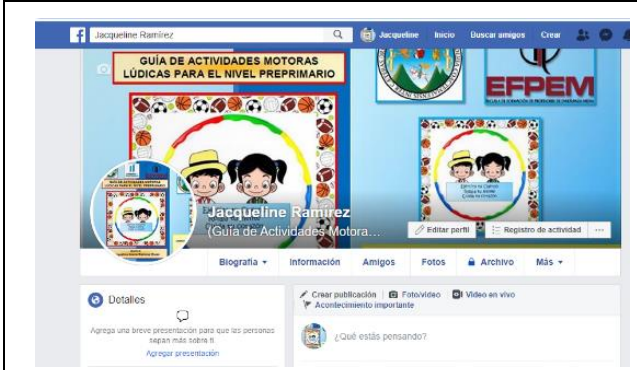 Jacqueline Ramírez
Jacqueline Inicio Buscar amigos Crear
GUÍA DE ACTIVIDADES MOTORAS
LÚDICAS PARA EL NIVEL PREPRIMARIO
EFPEM
Jacqueline Ramírez
(Guía de Actividades Motora...
Editar perfil Registro de actividad ...
Biografía Información Amigos Fotos Archivo Más
Detalles
Agrega una breve presentación para que las personas
sepan más sobre ti
Agregar presentación
Crear publicación Foto/video Video en vivo
Acontecimiento importante
¿Qué estás pensando?